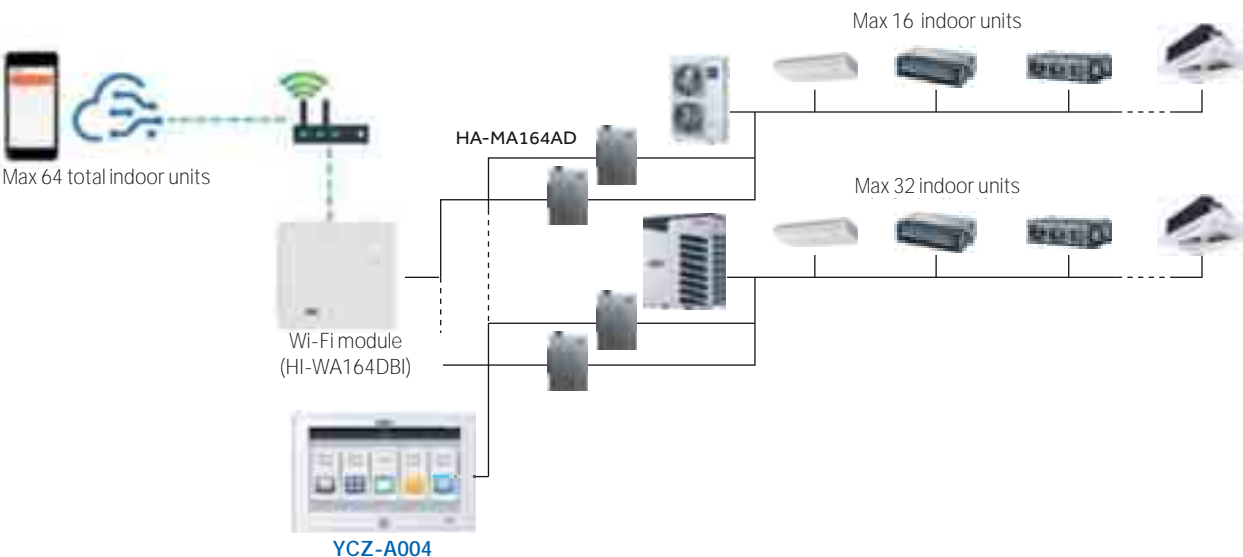 Max 16 indoor units
HA-MA164AD
Max 64 total indoor units
Max 32 indoor units
Wi-Fi module
(HI-WA164DBI)
YCZ-A004